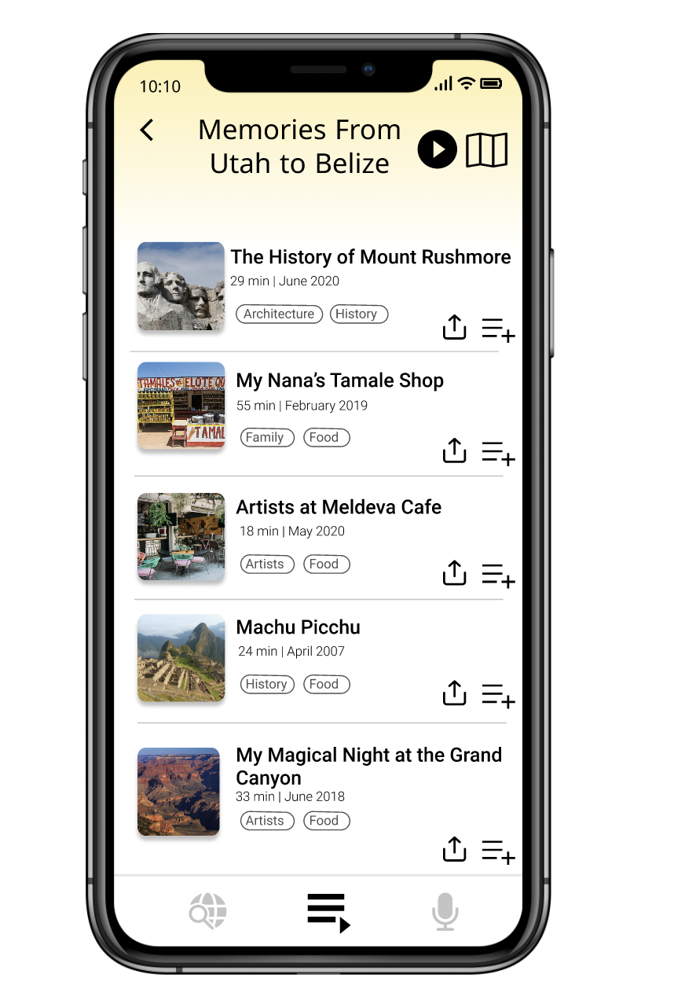 10:10
Memories From
Utah to Belize
The History of Mount Rushmore
29 min | June 2020
Architecture History
TAMALES DE ELOTE QU
TAMAL
My Nana’s Tamale Shop
55 min | February 2019
Family Food
Artists at Meldeva Cafe
18 min | May 2020
Artists Food
Machu Picchu
24 min | April 2007
History Food
My Magical Night at the Grand
Canyon
33 min | June 2018
Artists Food